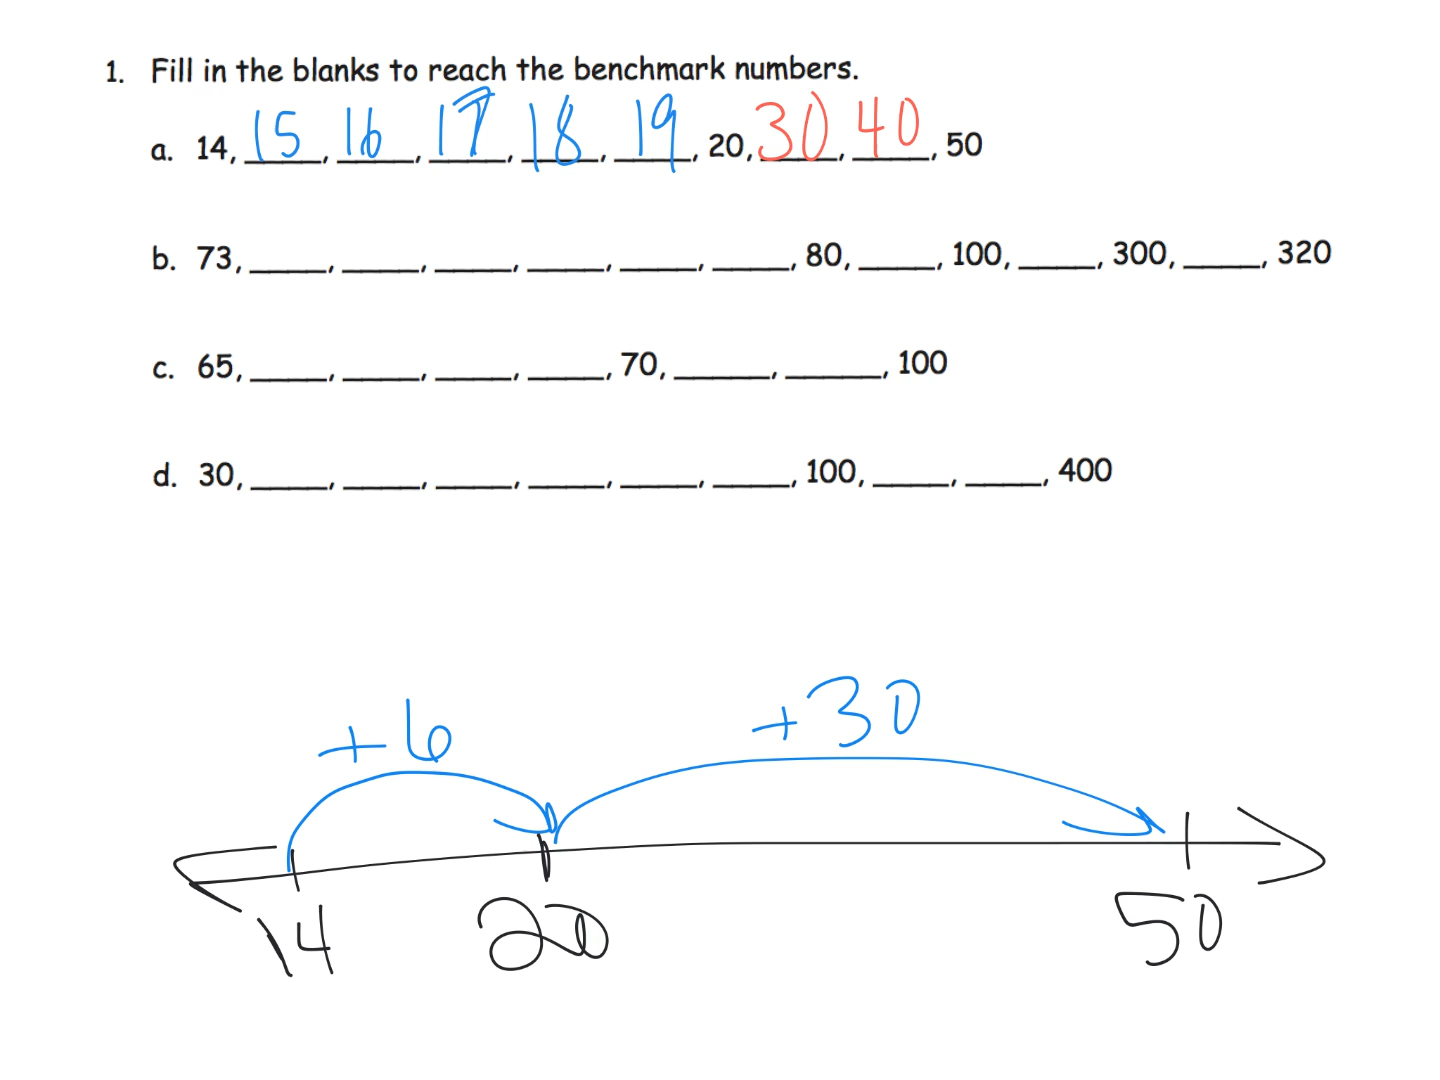 1. Fill in the blanks to reach the benchmark numbers.
a. 14, 15, 16, 17, 18, 19, 20, 30, 40, 50
b. 73, ____, ____, ____, ____, ____, ____, 80, ____, 100, ____, 300, ____, 320
c. 65, ____, ____, ____, ____, 70, ____, ____, 100
d. 30, ____, ____, ____, ____, ____, ____, 100, ____, ____, 400
+6 +30
14 20 50